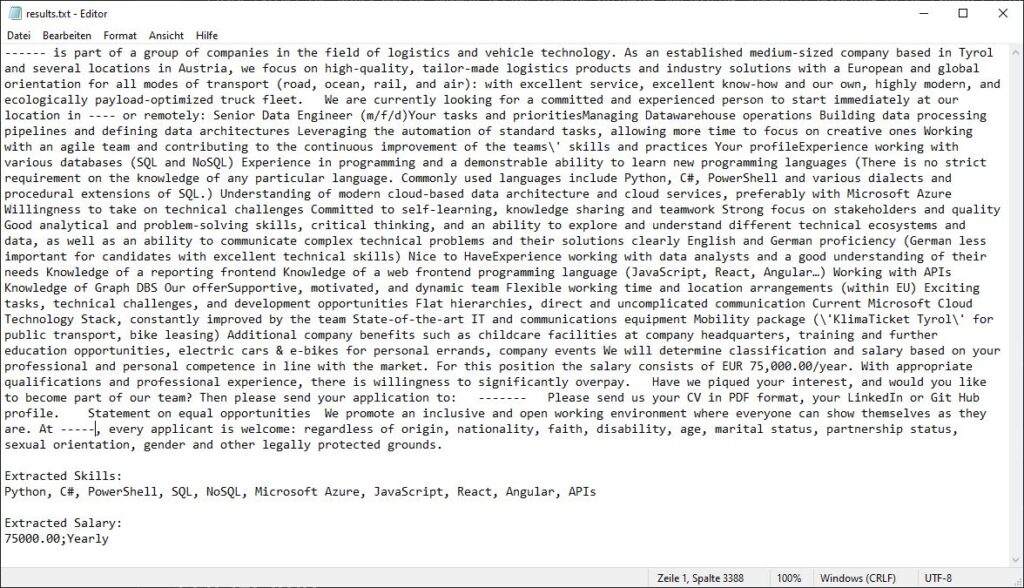 results.txt - Editor
Datei Bearbeiten Format Ansicht Hilfe
------ is part of a group of companies in the field of logistics and vehicle technology. As an established medium-sized company based in Tyrol
and several locations in Austria, we focus on high-quality, tailor-made logistics products and industry solutions with a European and global
orientation for all modes of transport (road, ocean, rail, and air): with excellent service, excellent know-how and our own, highly modern, and
ecologically payload-optimized truck fleet.   We are currently looking for a committed and experienced person to start immediately at our
location in ---- or remotely: Senior Data Engineer (m/f/d)Your tasks and prioritiesManaging Datawarehouse operations Building data processing
pipelines and defining data architectures Leveraging the automation of standard tasks, allowing more time to focus on creative ones Working
with an agile team and contributing to the continuous improvement of the teams\' skills and practices Your profileExperience working with
various databases (SQL and NoSQL) Experience in programming and a demonstrable ability to learn new programming languages (There is no strict
requirement on the knowledge of any particular language. Commonly used languages include Python, C#, PowerShell and various dialects and
procedural extensions of SQL.) Understanding of modern cloud-based data architecture and cloud services, preferably with Microsoft Azure
Willingness to take on technical challenges Committed to self-learning, knowledge sharing and teamwork Strong focus on stakeholders and quality
Good analytical and problem-solving skills, critical thinking, and an ability to explore and understand different technical ecosystems and
data, as well as an ability to communicate complex technical problems and their solutions clearly English and German proficiency (German less
important for candidates with excellent technical skills) Nice to HaveExperience working with data analysts and a good understanding of their
needs Knowledge of a reporting frontend Knowledge of a web frontend programming language (JavaScript, React, Angular…) Working with APIs
Knowledge of Graph DBS Our offerSupportive, motivated, and dynamic team Flexible working time and location arrangements (within EU) Exciting
tasks, technical challenges, and development opportunities Flat hierarchies, direct and uncomplicated communication Current Microsoft Cloud
Technology Stack, constantly improved by the team State-of-the-art IT and communications equipment Mobility package (\'KlimaTicket Tyrol\' for
public transport, bike leasing) Additional company benefits such as childcare facilities at company headquarters, training and further
education opportunities, electric cars & e-bikes for personal errands, company events We will determine classification and salary based on your
professional and personal competence in line with the market. For this position the salary consists of EUR 75,000.00/year. With appropriate
qualifications and professional experience, there is willingness to significantly overpay.   Have we piqued your interest, and would you like
to become part of our team? Then please send your application to:   -------   Please send us your CV in PDF format, your LinkedIn or Git Hub
profile.    Statement on equal opportunities  We promote an inclusive and open working environment where everyone can show themselves as they
are. At -----, every applicant is welcome: regardless of origin, nationality, faith, disability, age, marital status, partnership status,
sexual orientation, gender and other legally protected grounds.
Extracted Skills:
Python, C#, PowerShell, SQL, NoSQL, Microsoft Azure, JavaScript, React, Angular, APIs
Extracted Salary:
75000.00;Yearly
Zeile 1, Spalte 3388 100% Windows (CRLF) UTF-8